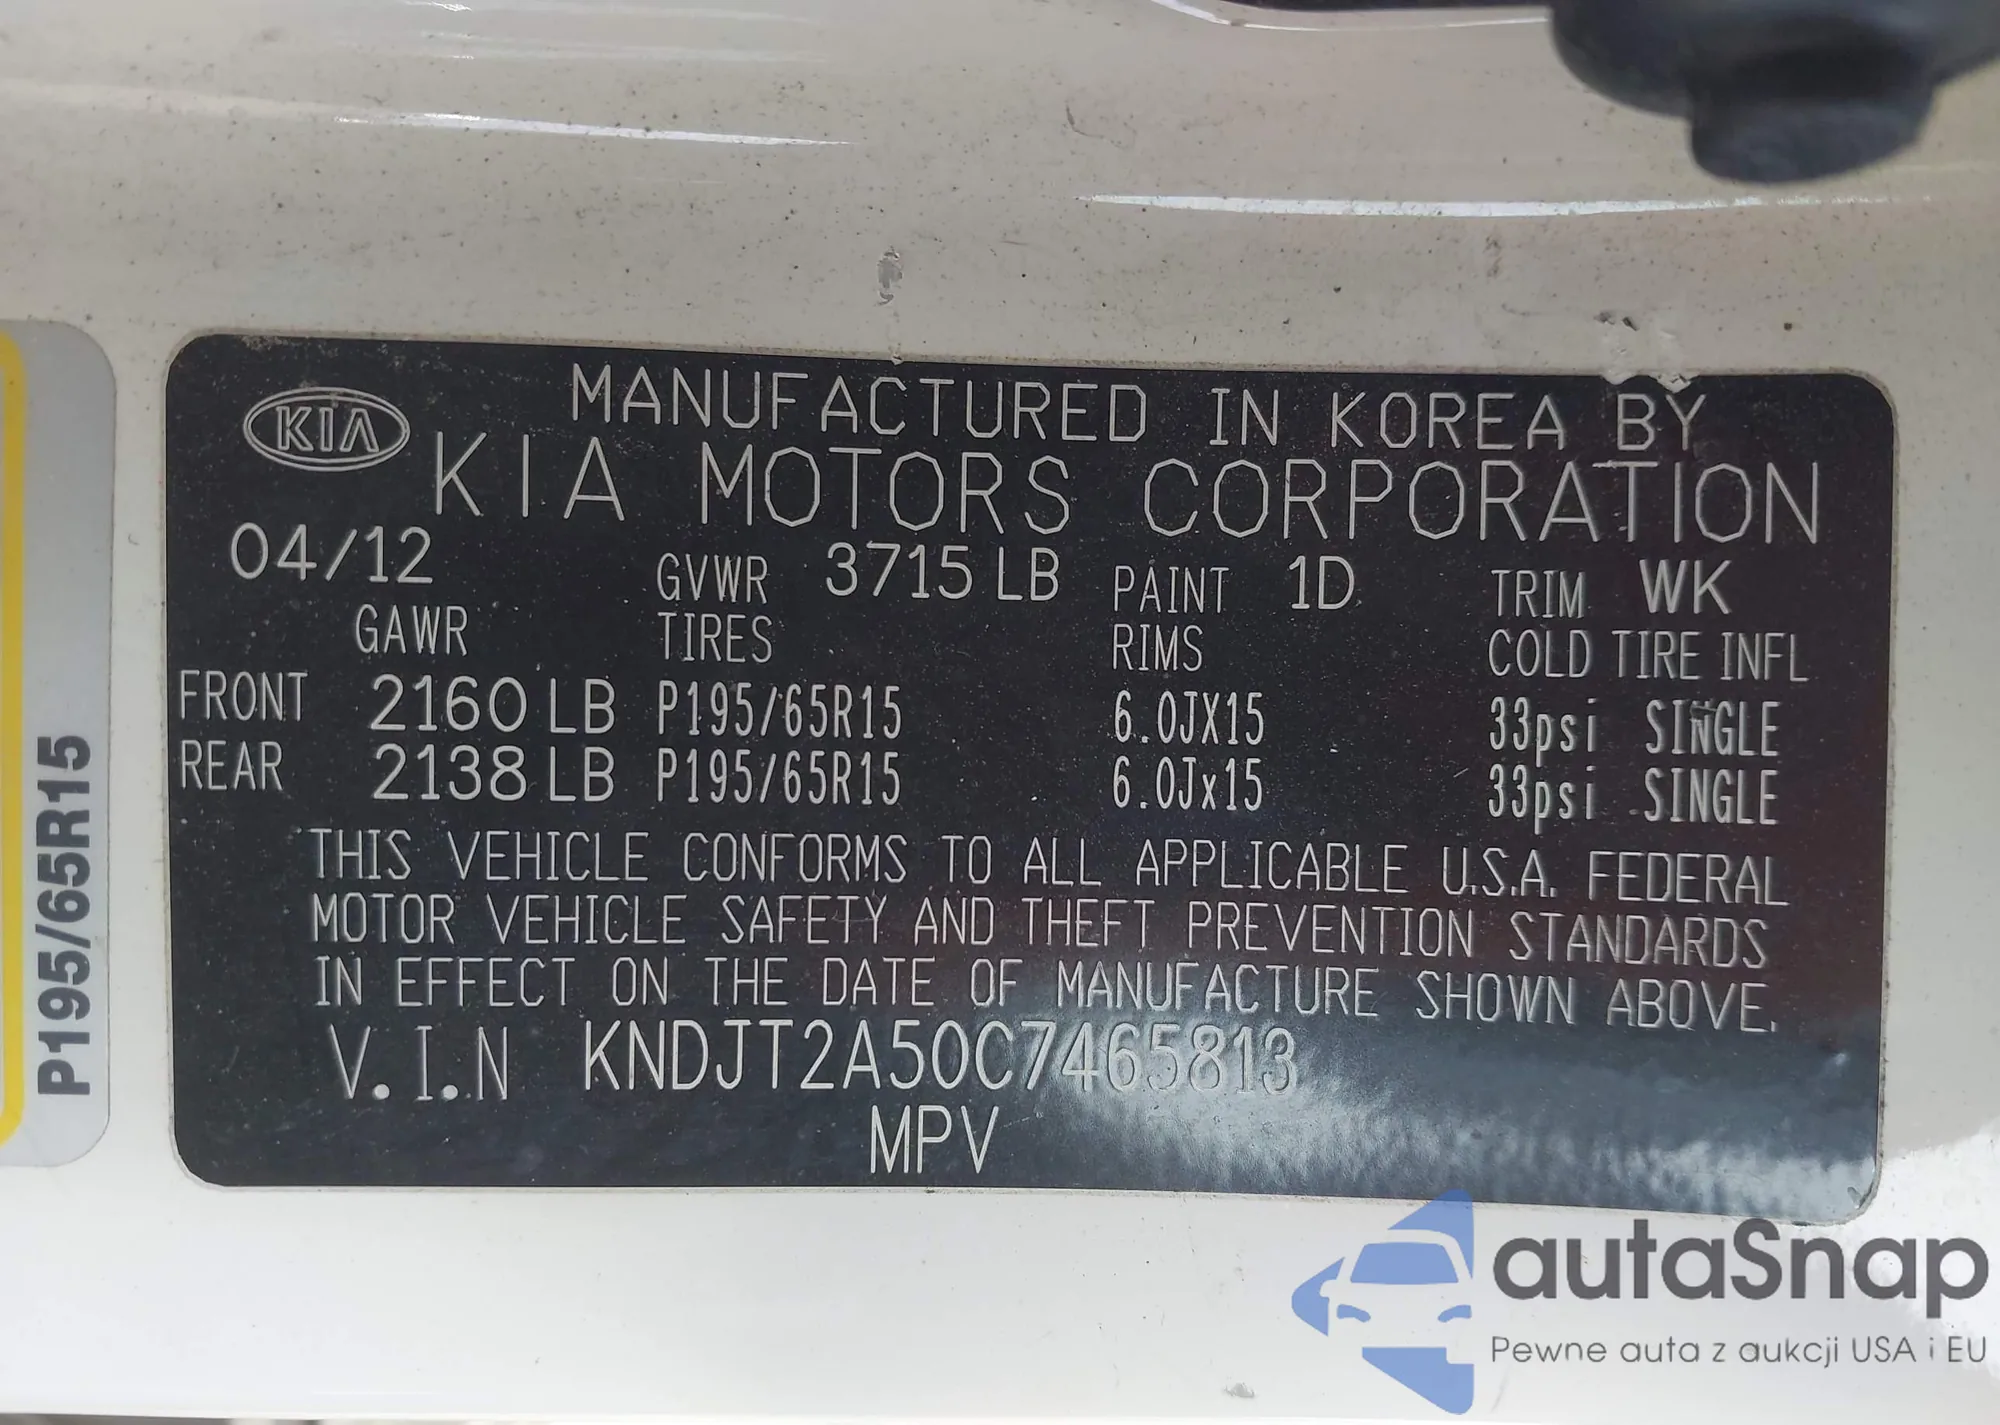 KIA
MANUFACTURED IN KOREA BY
KIA MOTORS CORPORATION
04/12 GVWR 3715 LB PAINT 1D TRIM WK
GAWR TIRES RIMS COLD TIRE INFL
FRONT 2160 LB P195/65R15 6.0JX15 33psi SINGLE
REAR 2138 LB P195/65R15 6.0Jx15 33psi SINGLE
THIS VEHICLE CONFORMS TO ALL APPLICABLE U.S.A. FEDERAL
MOTOR VEHICLE SAFETY AND THEFT PREVENTION STANDARDS
IN EFFECT ON THE DATE OF MANUFACTURE SHOWN ABOVE.
V.I.N KNDJT2A50C7465813
MPV
P195/65R15
autoSnap
Pewne auta z aukcji USA i EU